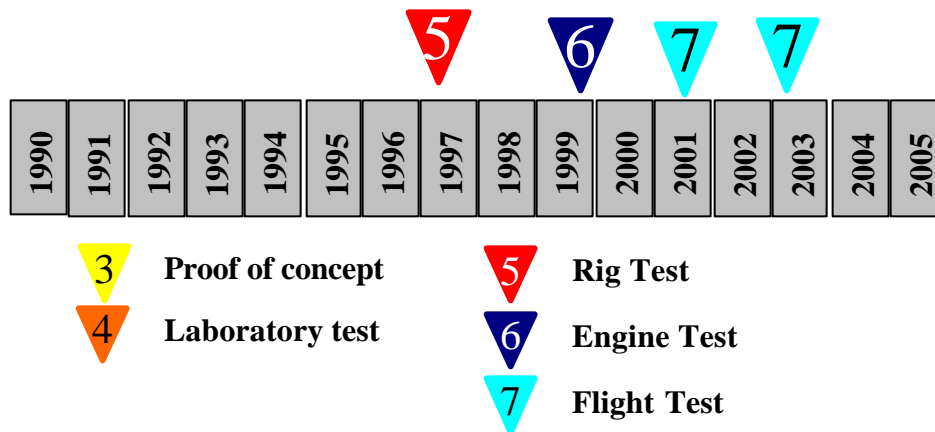 5 6 7 7
1990 1991 1992 1993 1994 1995 1996 1997 1998 1999 2000 2001 2002 2003 2004 2005
3 Proof of concept
4 Laboratory test
5 Rig Test
6 Engine Test
7 Flight Test